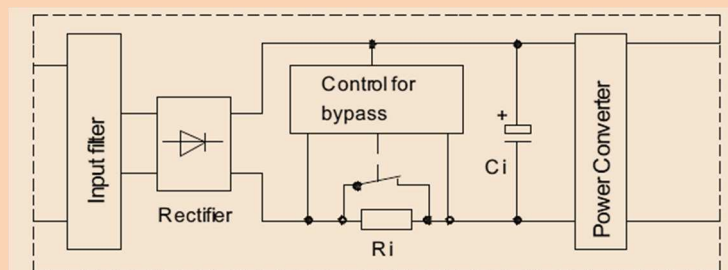 Input filter
Rectifier
Control for
bypass
Ri
+
Ci
Power Converter